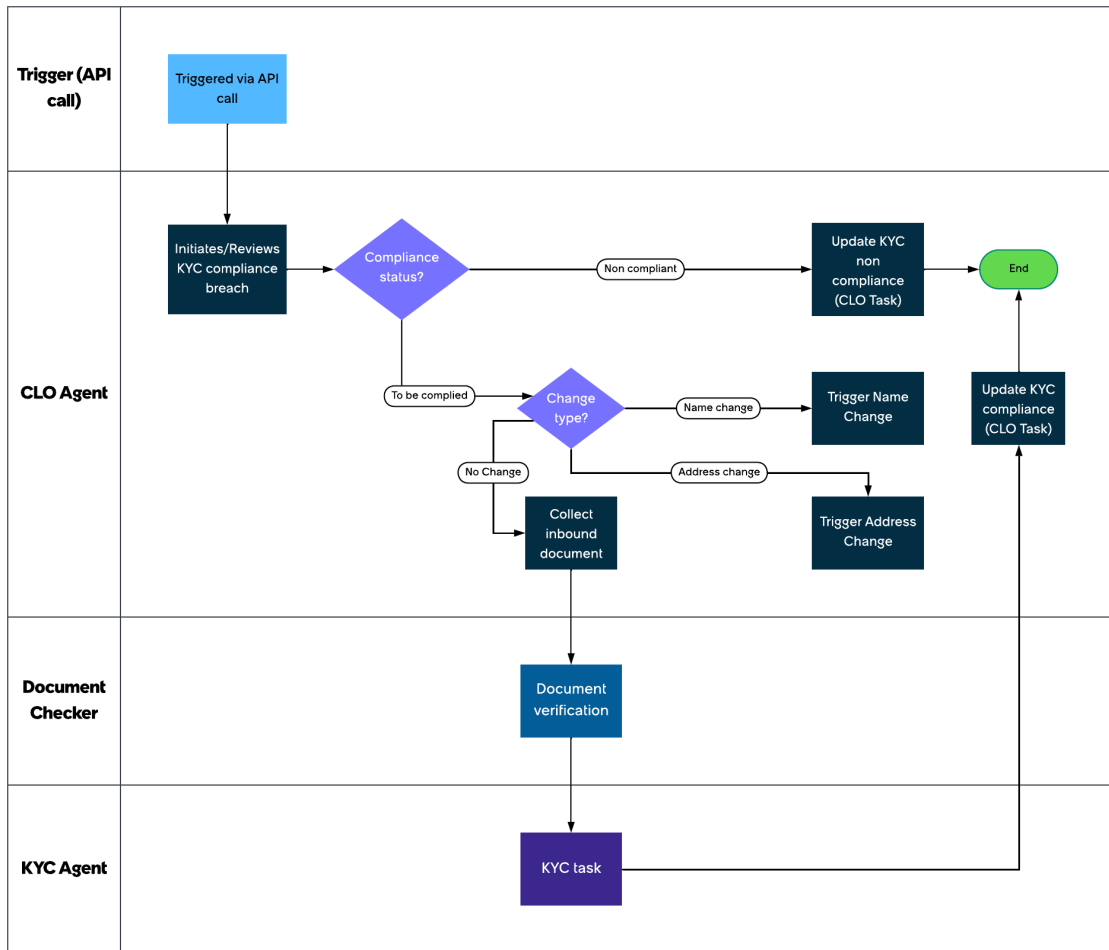 Trigger (API
call)
Triggered via API
call
CLO Agent
Initiates/Reviews
KYC compliance
breach
Compliance
status?
Non compliant
Update KYC
non
compliance
(CLO Task)
End
To be complied
Change
type?
Name change
Trigger Name
Change
Update KYC
compliance
(CLO Task)
No Change
Address change
Collect
inbound
document
Trigger Address
Change
Document
Checker
Document
verification
KYC Agent
KYC task